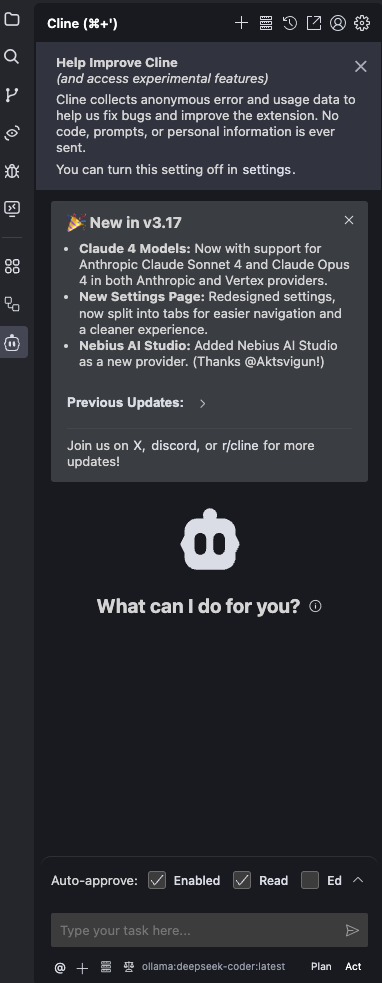 Cline (⌘+')
Help Improve Cline
(and access experimental features)
Cline collects anonymous error and usage data to
help us fix bugs and improve the extension. No
code, prompts, or personal information is ever
sent.
You can turn this setting off in settings.
🎉 New in v3.17
• Claude 4 Models: Now with support for
Anthropic Claude Sonnet 4 and Claude Opus
4 in both Anthropic and Vertex providers.
• New Settings Page: Redesigned settings,
now split into tabs for easier navigation and
a cleaner experience.
• Nebius AI Studio: Added Nebius AI Studio
as a new provider. (Thanks @Aktsvigun!)
Previous Updates:
Join us on X, discord, or r/cline for more
updates!
What can I do for you?
Auto-approve: Enabled Read Ed
Type your task here...
@ + ollama:deepseek-coder:latest Plan Act